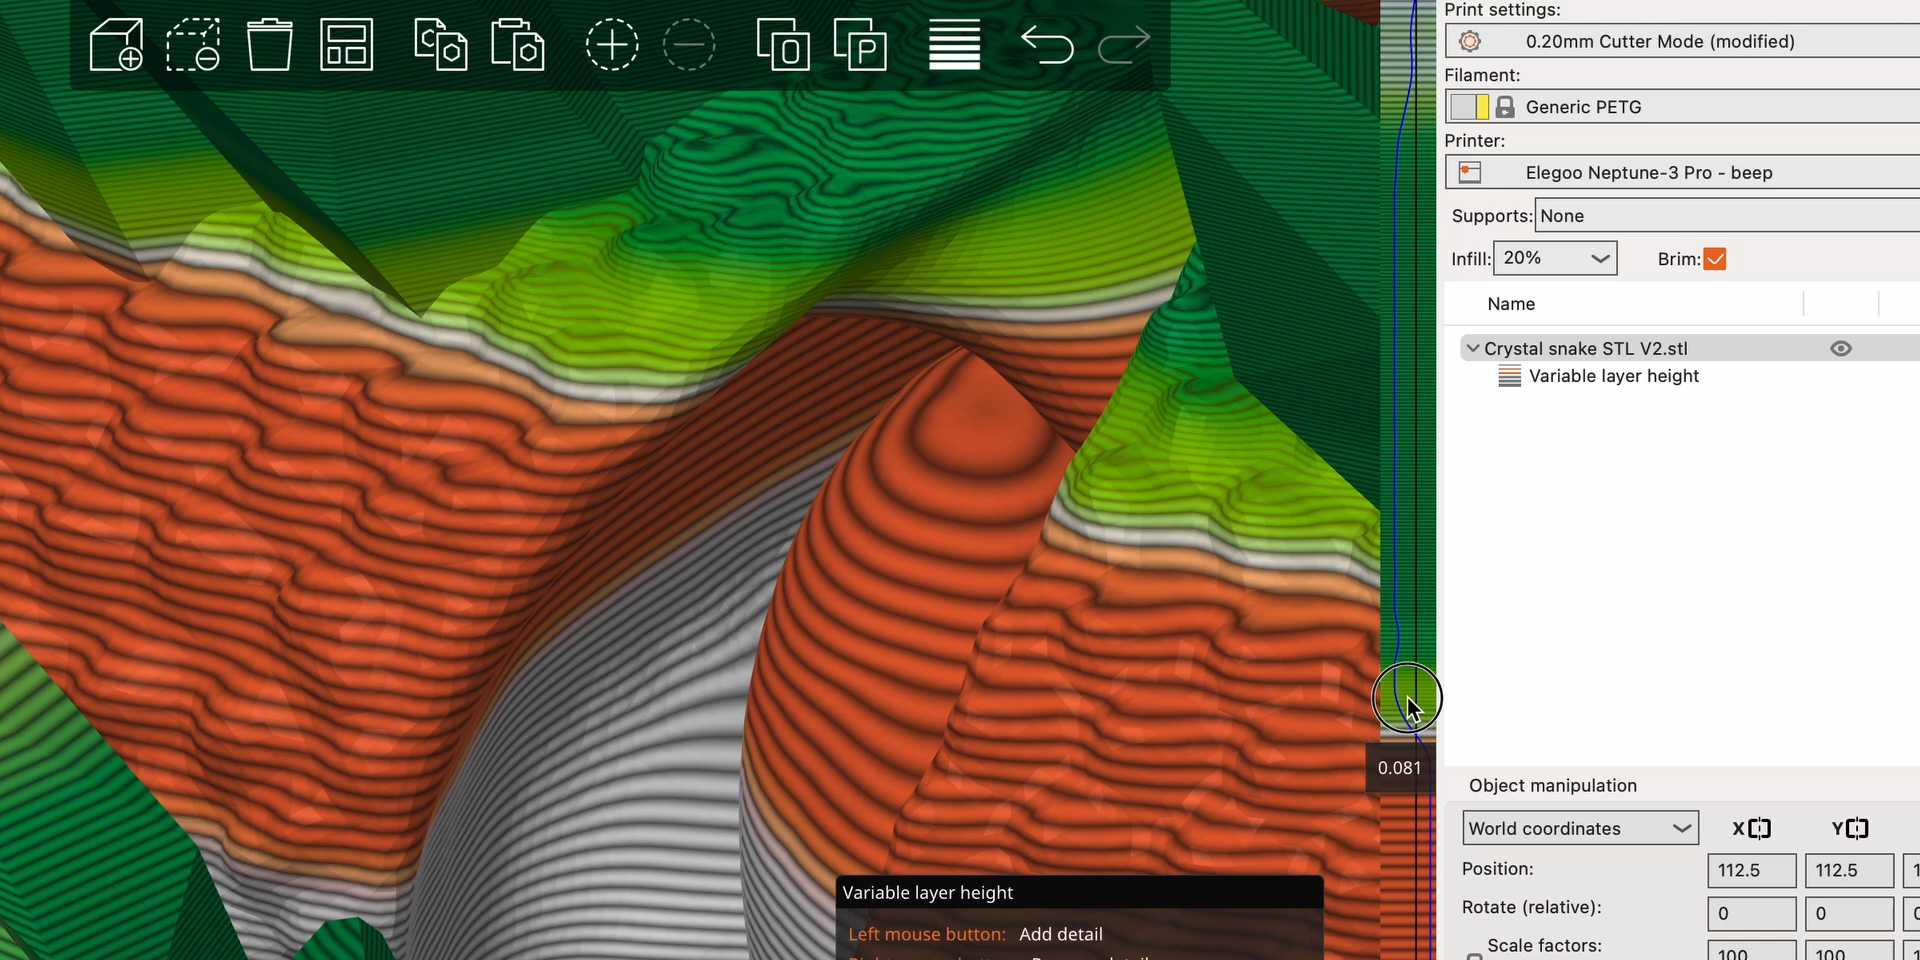 O
P
Print settings:
0.20mm Cutter Mode (modified)
Filament:
Generic PETG
Printer:
Elegoo Neptune-3 Pro - beep
Supports: None
Infill: 20% Brim:
Name
Crystal snake STL V2.stl
Variable layer height
0.081
Object manipulation
World coordinates X Y
Position: 112.5 112.5 1
Rotate (relative): 0 0 0
Scale factors: 100 100
Variable layer height
Left mouse button: Add detail